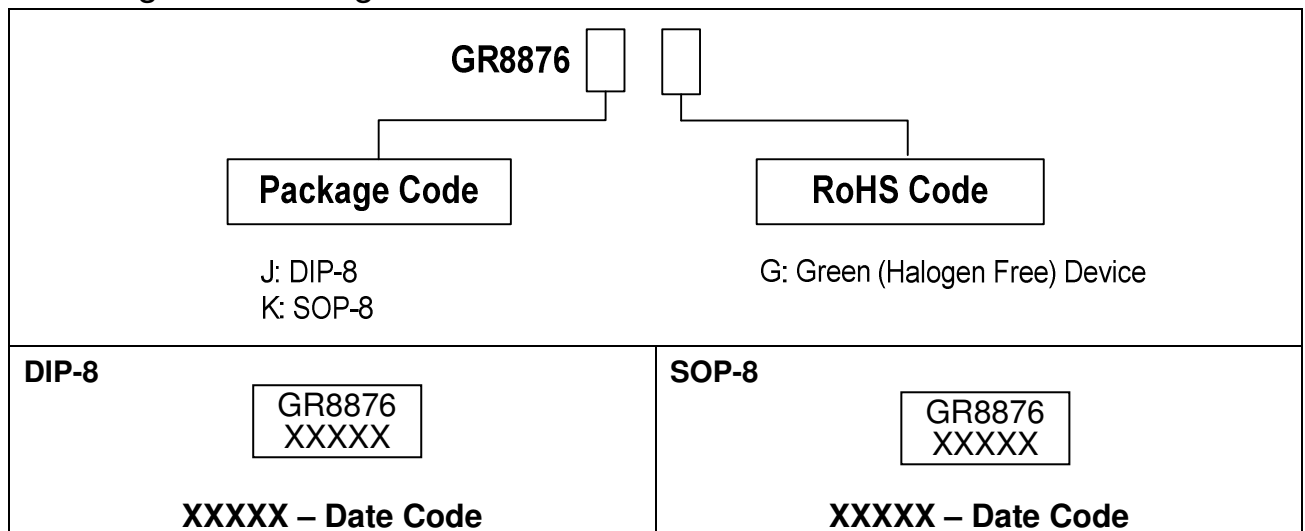 GR8876
Package Code
RoHS Code
J: DIP-8
K: SOP-8
G: Green (Halogen Free) Device
DIP-8
GR8876
XXXXX
XXXXX – Date Code
SOP-8
GR8876
XXXXX
XXXXX – Date Code